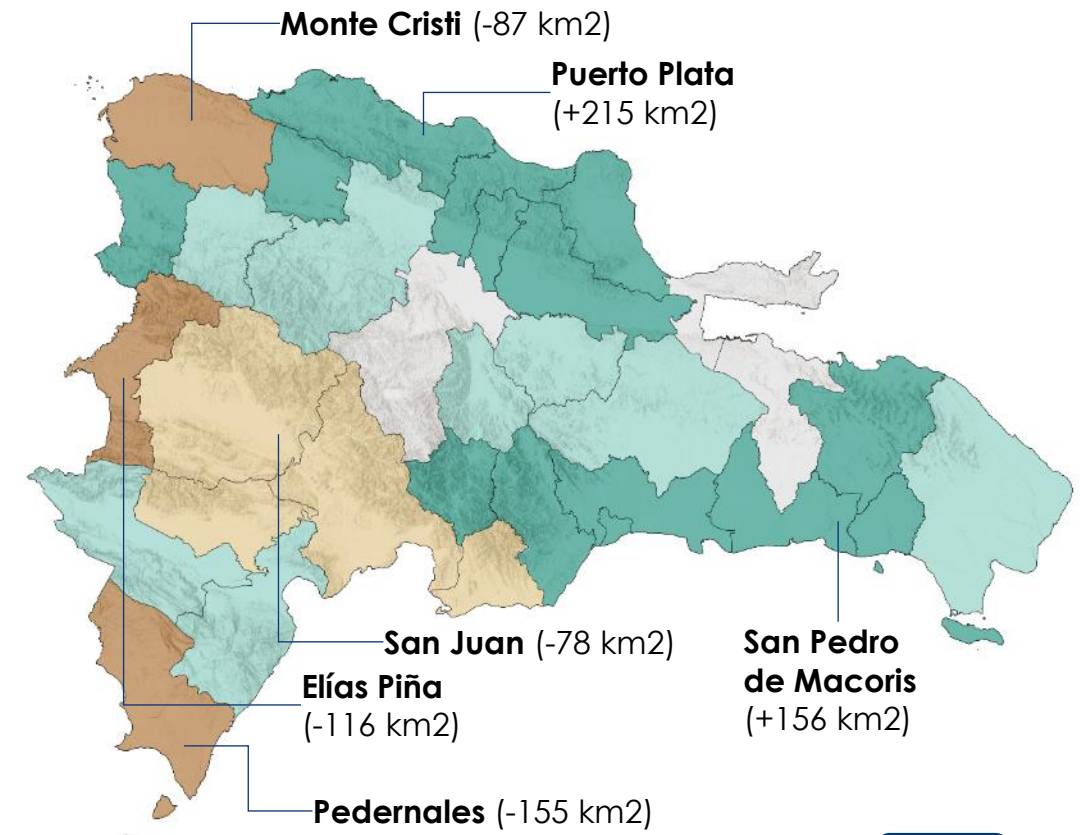 Monte Cristi (-87 km2)
Puerto Plata
(+215 km2)
San Juan (-78 km2)
San Pedro
de Macoris
(+156 km2)
Elías Piña
(-116 km2)
Pedernales (-155 km2)